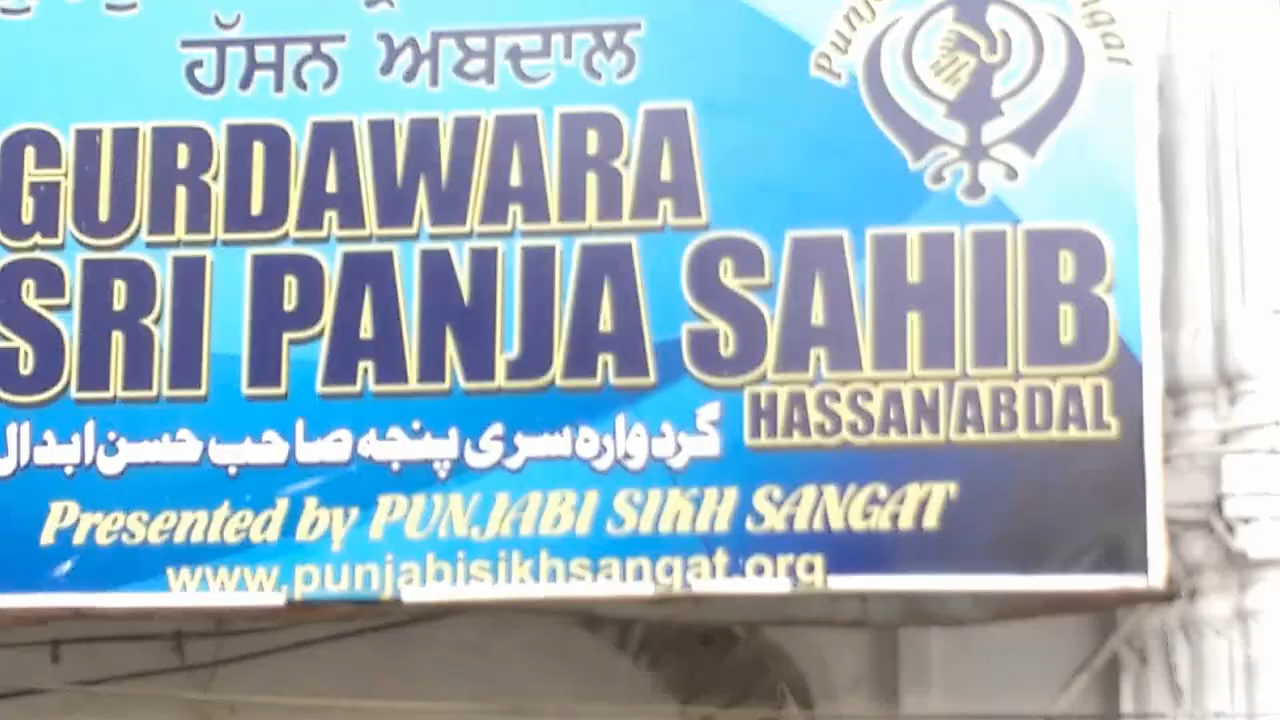 ਹੱਸਨ ਅਬਦਾਲ
GURDAWARA
SRI PANJA SAHIB
HASSAN ABDAL
گردوارہ سری پنجہ صاحب حسن ابدال
Presented by PUNJABI SIKH SANGAT
www.punjabisikhsangat.org